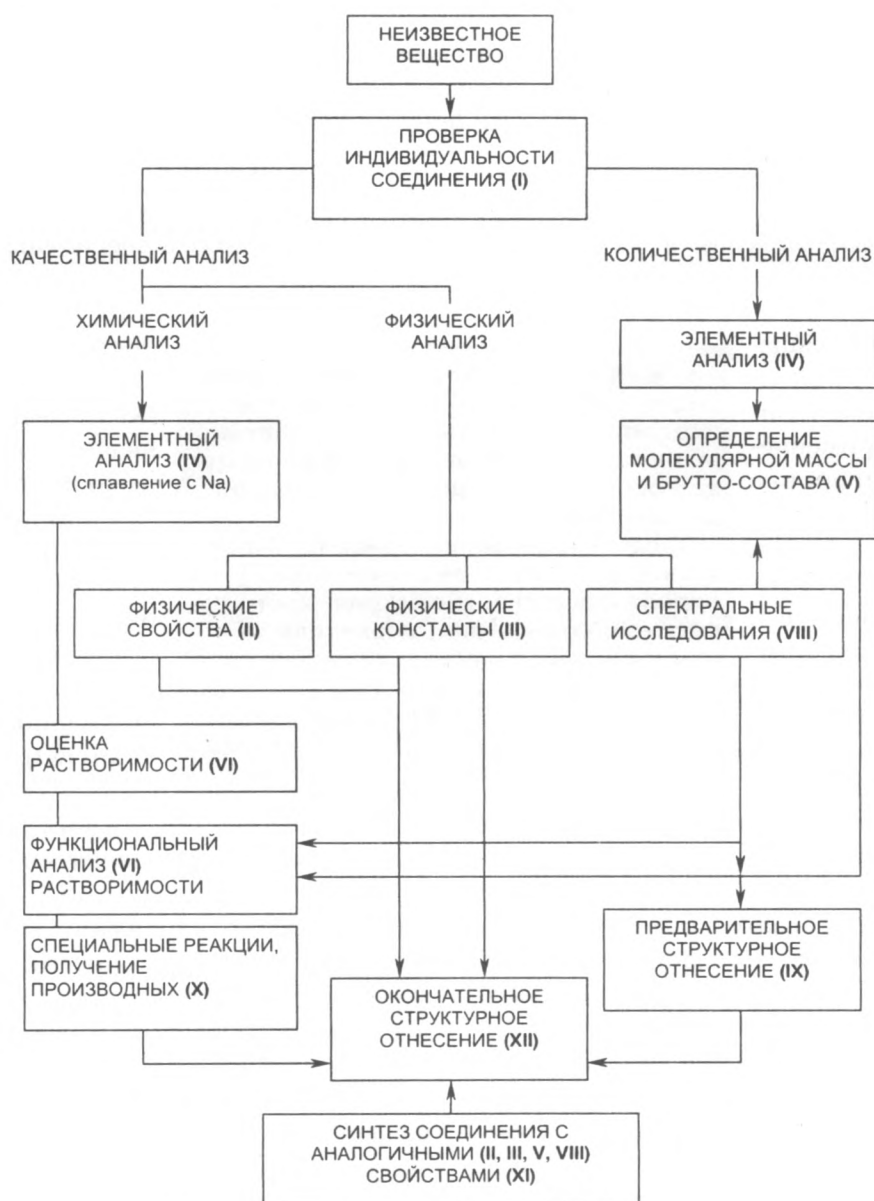 НЕИЗВЕСТНОЕ
ВЕЩЕСТВО
ПРОВЕРКА
ИНДИВИДУАЛЬНОСТИ
СОЕДИНЕНИЯ (I)
КАЧЕСТВЕННЫЙ АНАЛИЗ
КОЛИЧЕСТВЕННЫЙ АНАЛИЗ
ХИМИЧЕСКИЙ
АНАЛИЗ
ФИЗИЧЕСКИЙ
АНАЛИЗ
ЭЛЕМЕНТНЫЙ
АНАЛИЗ (IV)
ЭЛЕМЕНТНЫЙ
АНАЛИЗ (IV)
(сплавление с Na)
ОПРЕДЕЛЕНИЕ
МОЛЕКУЛЯРНОЙ МАССЫ
И БРУТТО-СОСТАВА (V)
ФИЗИЧЕСКИЕ
СВОЙСТВА (II)
ФИЗИЧЕСКИЕ
КОНСТАНТЫ (III)
СПЕКТРАЛЬНЫЕ
ИССЛЕДОВАНИЯ (VIII)
ОЦЕНКА
РАСТВОРИМОСТИ (VI)
ФУНКЦИОНАЛЬНЫЙ
АНАЛИЗ (VI)
РАСТВОРИМОСТИ
СПЕЦИАЛЬНЫЕ РЕАКЦИИ,
ПОЛУЧЕНИЕ
ПРОИЗВОДНЫХ (X)
ПРЕДВАРИТЕЛЬНОЕ
СТРУКТУРНОЕ
ОТНЕСЕНИЕ (IX)
ОКОНЧАТЕЛЬНОЕ
СТРУКТУРНОЕ
ОТНЕСЕНИЕ (XII)
СИНТЕЗ СОЕДИНЕНИЯ С
АНАЛОГИЧНЫМИ (II, III, V, VIII)
СВОЙСТВАМИ (XI)